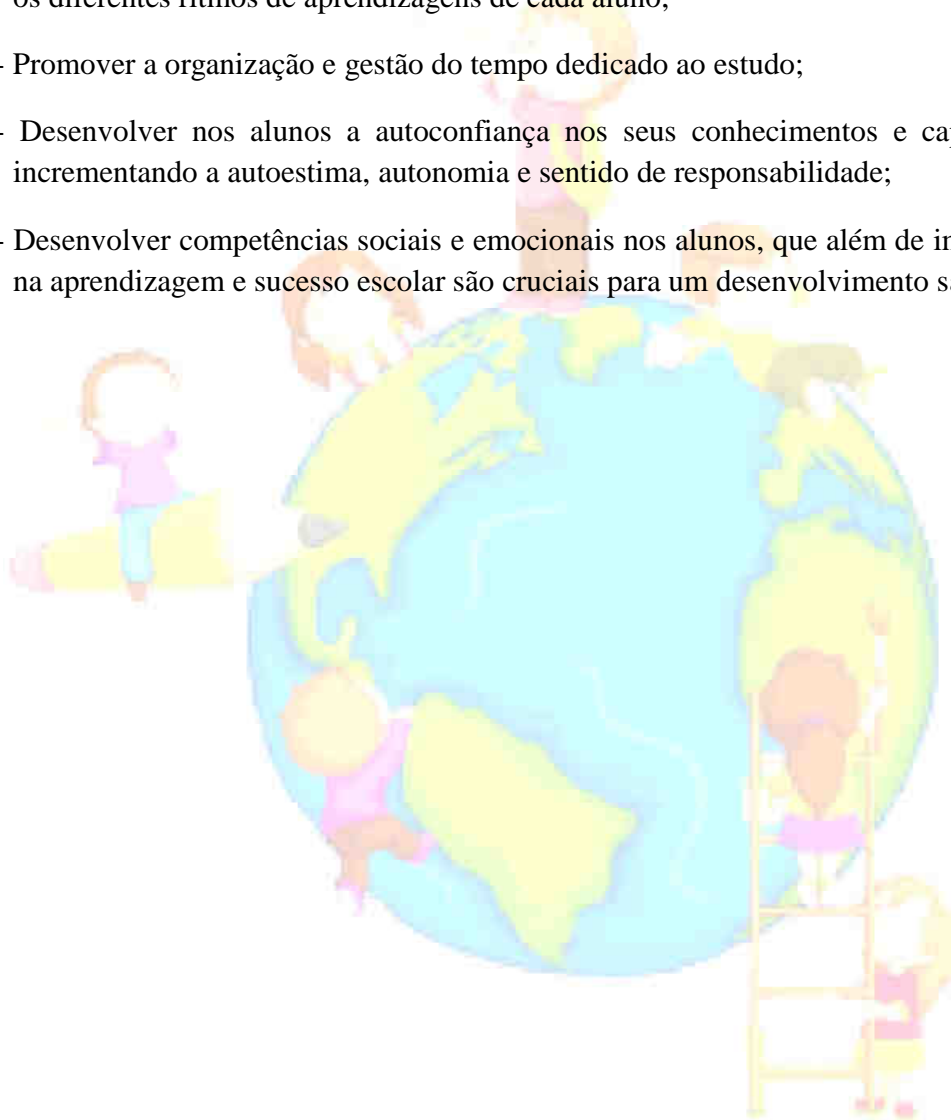 os diferentes ritmos de aprendizagens de cada aluno;
- Promover a organização e gestão do tempo dedicado ao estudo;
- Desenvolver nos alunos a autoconfiança nos seus conhecimentos e
incrementando a autoestima, autonomia e sentido de responsabilidade;
- Desenvolver competências sociais e emocionais nos alunos, que além de
na aprendizagem e sucesso escolar são cruciais para um desenvolvimento